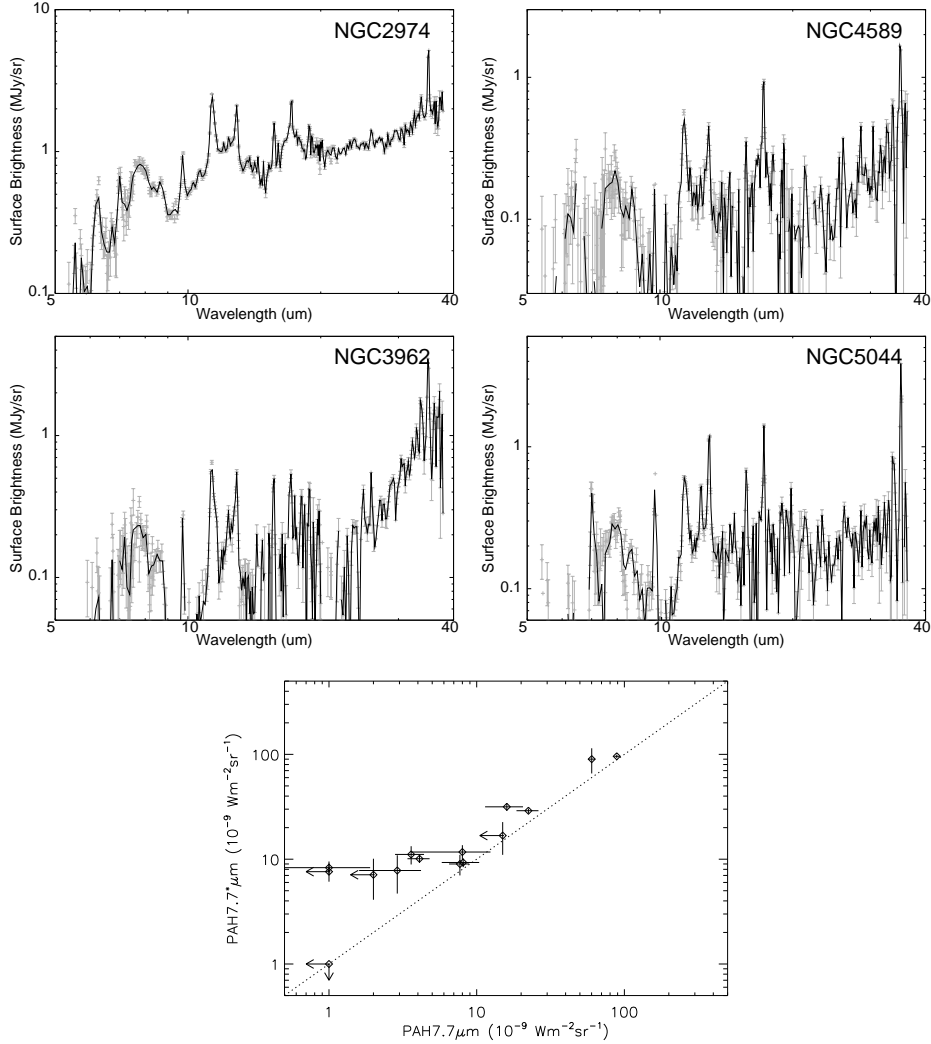 NGC2974
Surface Brightness (MJy/sr)
10
1
0.1
5
10
40
Wavelength (um)
NGC4589
Surface Brightness (MJy/sr)
1
0.1
5
10
40
Wavelength (um)
NGC3962
Surface Brightness (MJy/sr)
1
0.1
5
10
40
Wavelength (um)
NGC5044
Surface Brightness (MJy/sr)
1
0.1
5
10
40
Wavelength (um)
PAH7.7*μm (10⁻⁹ Wm⁻²sr⁻¹)
100
10
1
1
10
100
PAH7.7μm (10⁻⁹ Wm⁻²sr⁻¹)